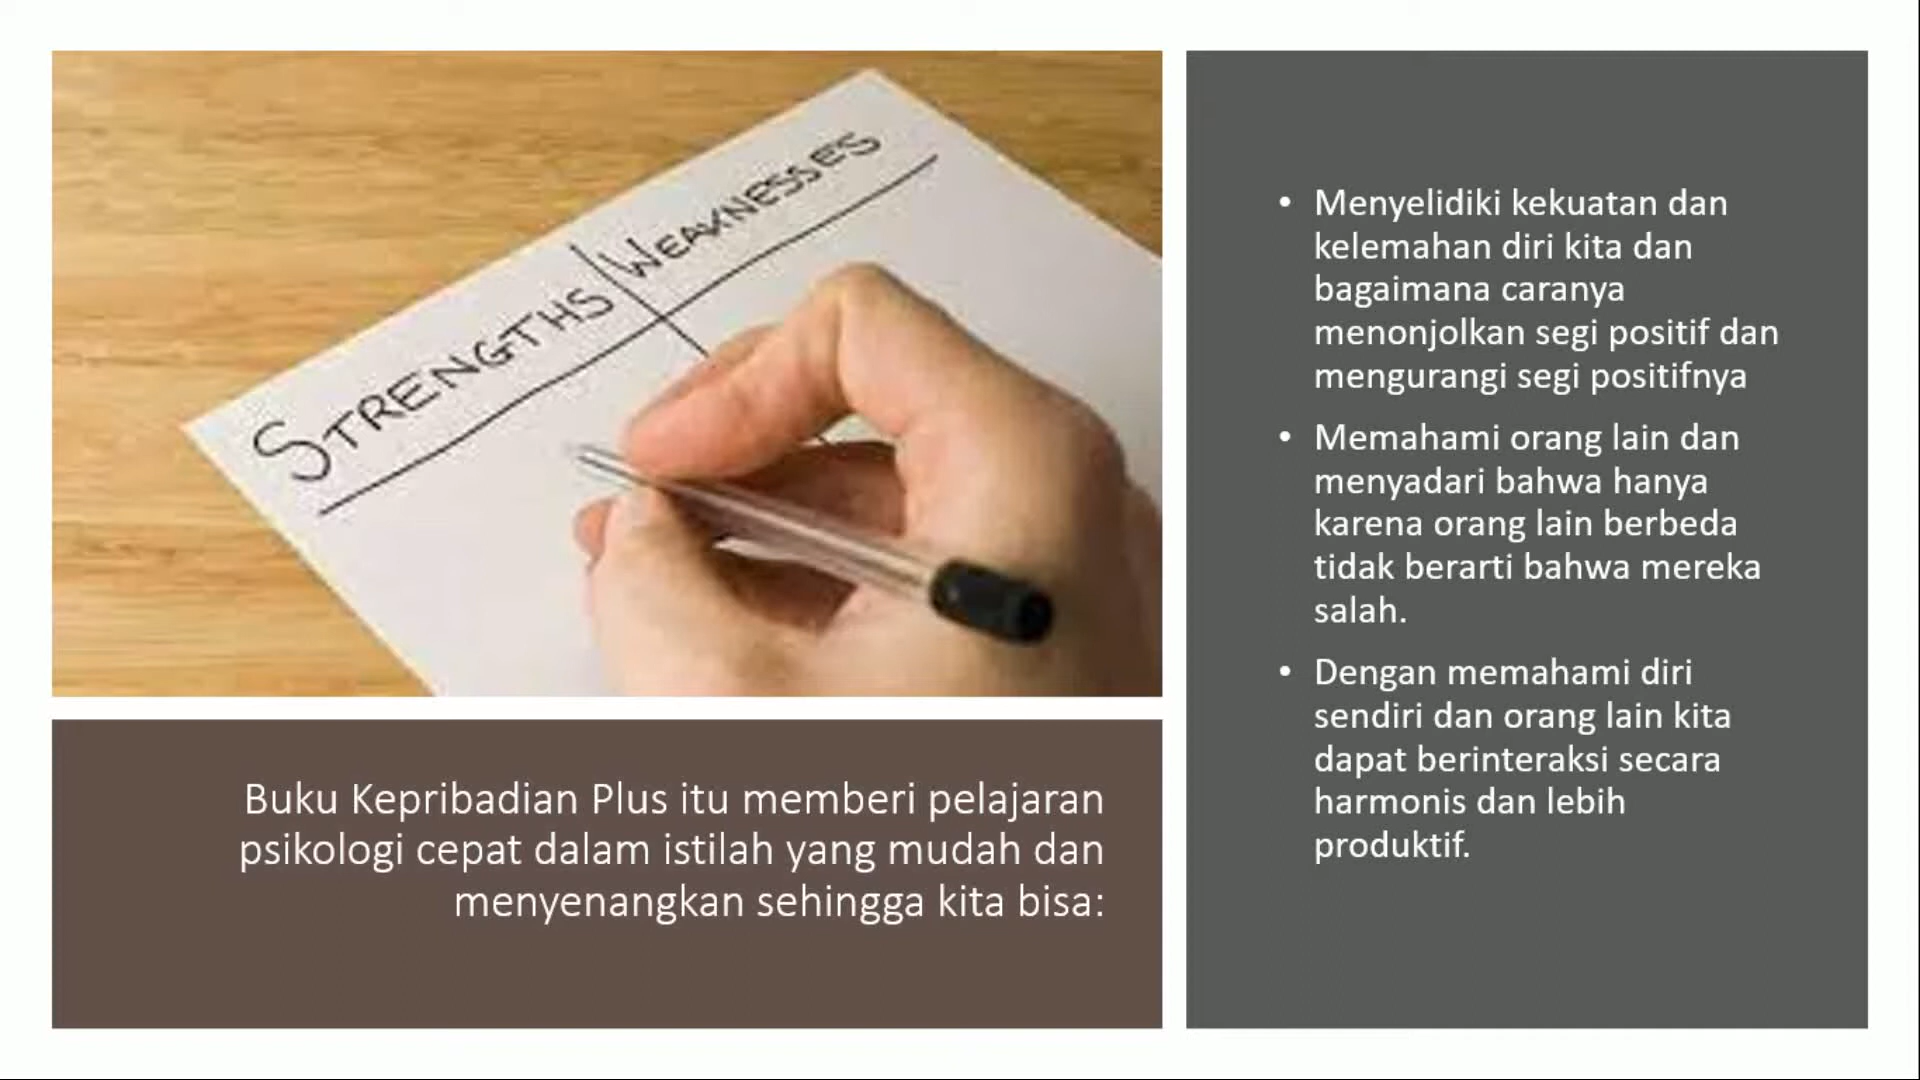 STRENGTHS
WEAKNESSES
Buku Kepribadian Plus itu memberi pelajaran
psikologi cepat dalam istilah yang mudah dan
menyenangkan sehingga kita bisa:
• Menyelidiki kekuatan dan
kelemahan diri kita dan
bagaimana caranya
menonjolkan segi positif dan
mengurangi segi positifnya
• Memahami orang lain dan
menyadari bahwa hanya
karena orang lain berbeda
tidak berarti bahwa mereka
salah.
• Dengan memahami diri
sendiri dan orang lain kita
dapat berinteraksi secara
harmonis dan lebih
produktif.